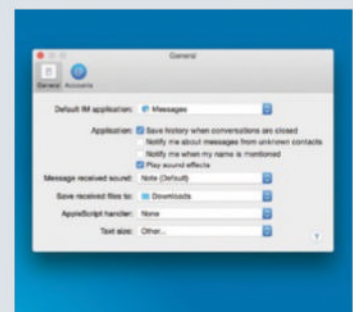 General
General Accounts
Default IM application: Messages
Application: Save history when conversations are closed
Notify me about messages from unknown contacts
Notify me when my name is mentioned
Play sound effects
Message received sound: Note (Default)
Save received files to: Downloads
AppleScript handler: None
Text size: Other...
?